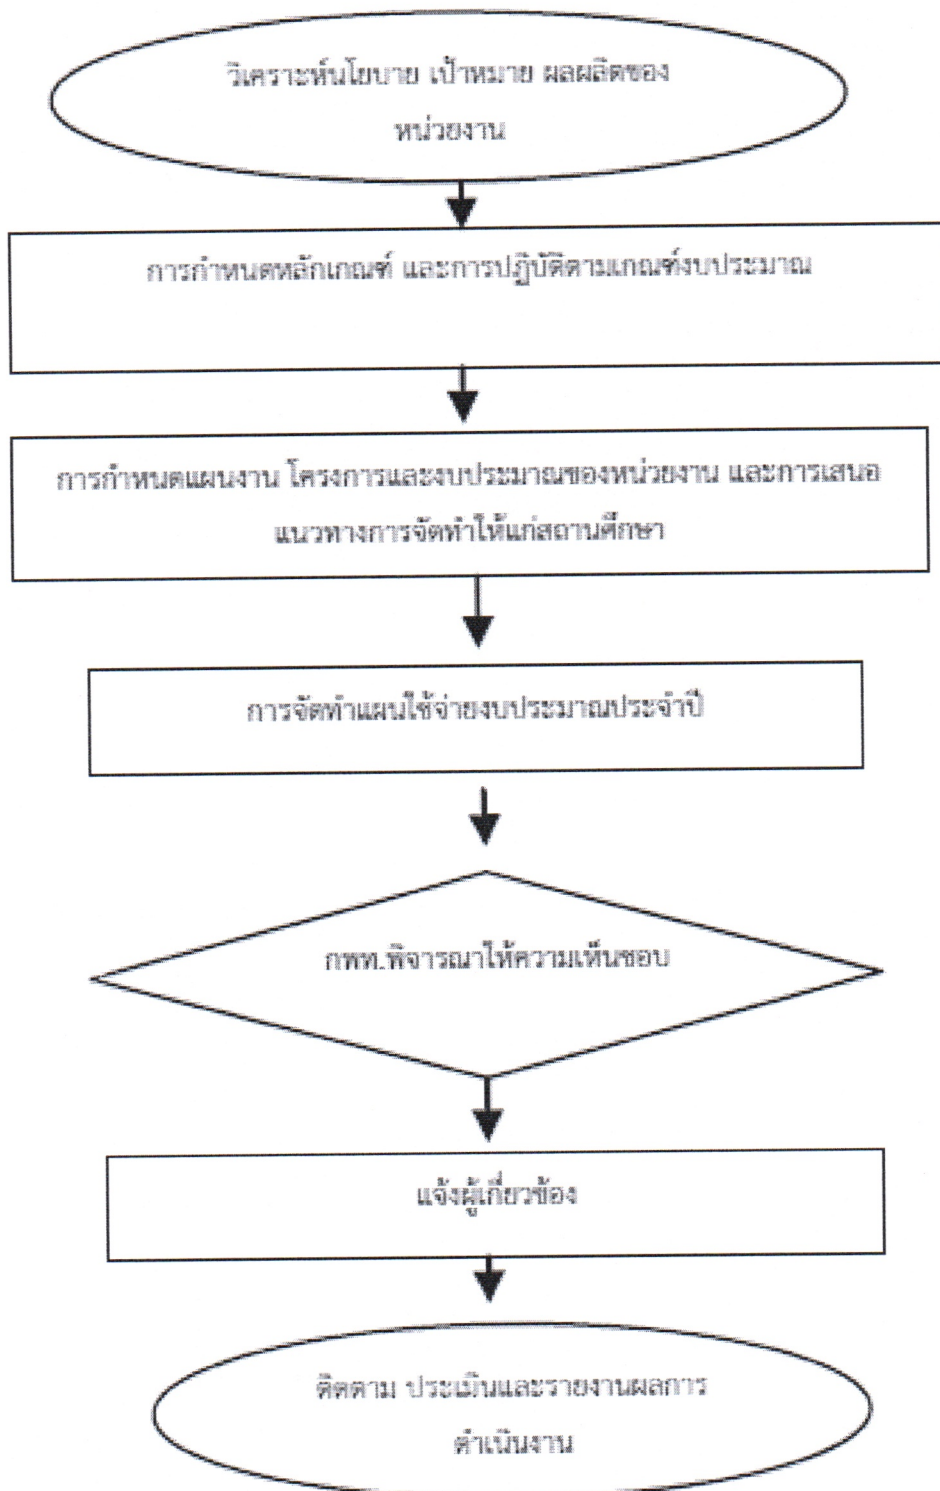 วิเคราะห์นโยบาย เป้าหมาย ผลผลิตของ
หน่วยงาน
การกำหนดหลักเกณฑ์ และการปฏิบัติตามเกณฑ์งบประมาณ
การกำหนดแผนงาน โครงการและงบประมาณของหน่วยงาน และการเสนอ
แนวทางการจัดทำให้แก่สถานศึกษา
การจัดทำแผนใช้จ่ายงบประมาณประจำปี
กพท.พิจารณาให้ความเห็นชอบ
แจ้งผู้เกี่ยวข้อง
ติดตาม ประเมินและรายงานผลการ
ดำเนินงาน